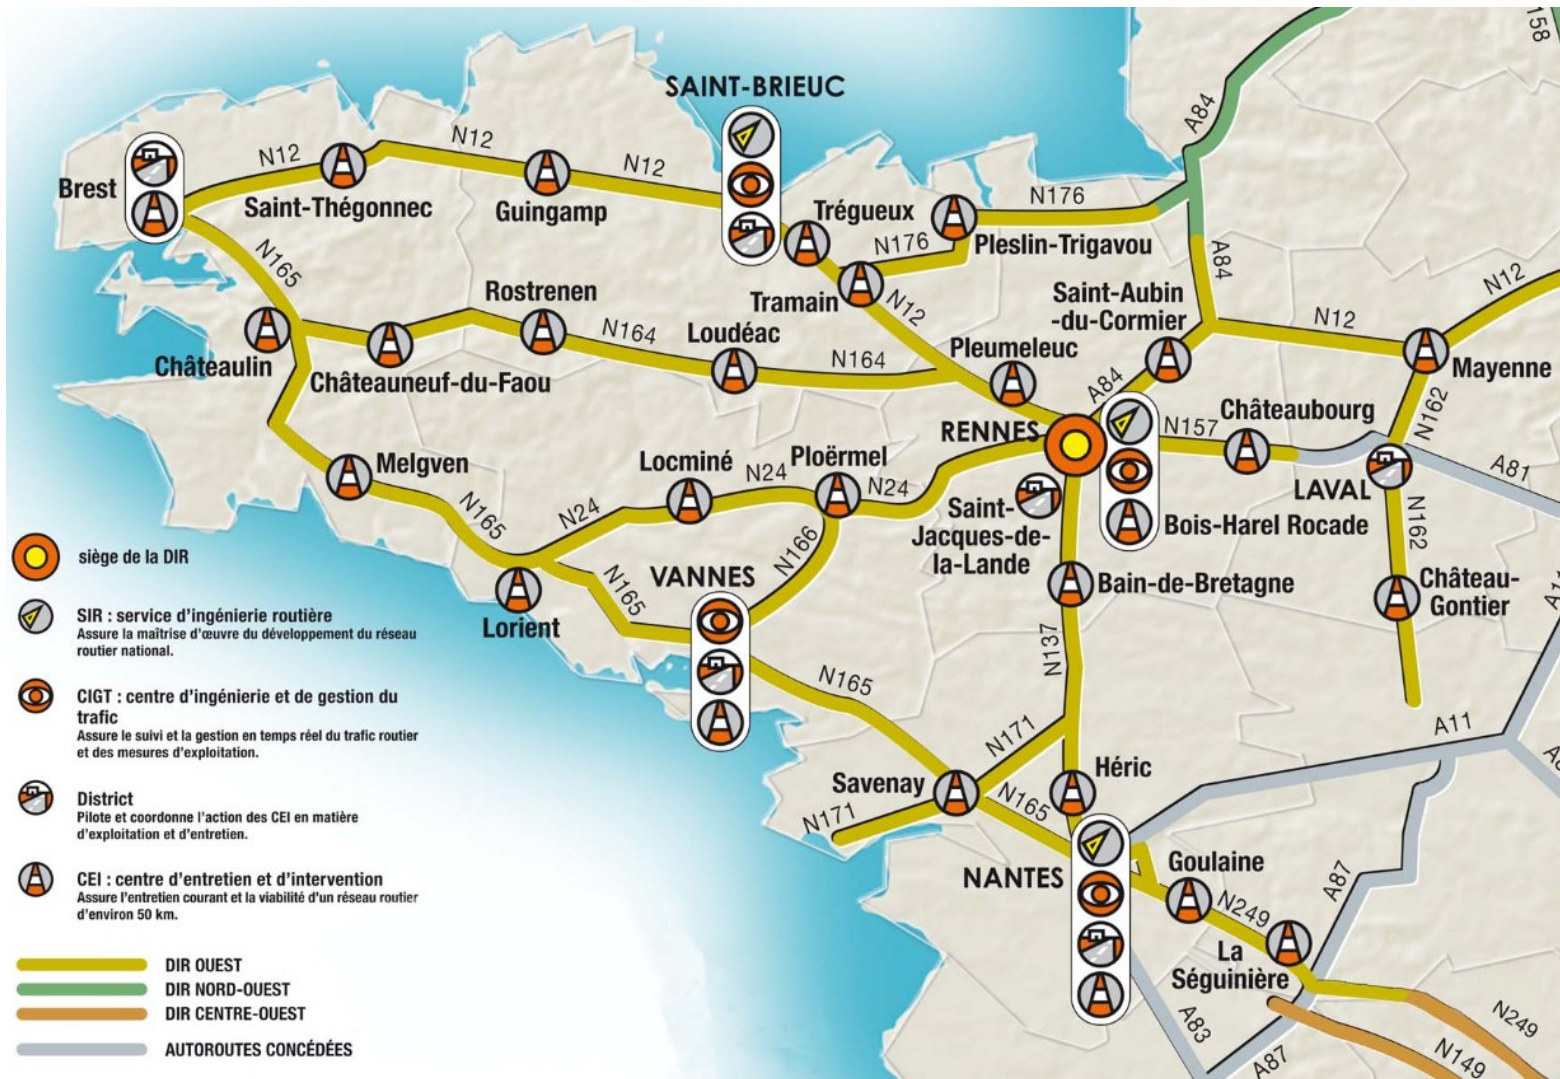 158
A84
SAINT-BRIEUC
N12
N12
N12
Brest
Saint-Thégonnec
Guingamp
Trégueux
N176
N176
Pleslin-Trigavou
A84
N165
Tramain
N12
Saint-Aubin
-du-Cormier
N12
N12
Rostrenen
N164
Loudéac
N164
Pleumeleuc
Châteaulin
Châteauneuf-du-Faou
A84
Mayenne
N162
RENNES
N157
Châteaubourg
A81
Melgven
Locminé
Ploërmel
N24
N24
N24
N165
LAVAL
N162
Saint-
Jacques-de-
la-Lande
Bois-Harel Rocade
N166
VANNES
N165
Lorient
Bain-de-Bretagne
Château-
Gontier
A11
N137
N165
N171
A11
Savenay
Héric
N165
N171
NANTES
Goulaine
N249
A87
La
Séguinière
A83
A87
N249
N149
siège de la DIR
SIR : service d'ingénierie routière
Assure la maîtrise d'œuvre du développement du réseau
routier national.
CIGT : centre d'ingénierie et de gestion du
trafic
Assure le suivi et la gestion en temps réel du trafic routier
et des mesures d'exploitation.
District
Pilote et coordonne l'action des CEI en matière
d'exploitation et d'entretien.
CEI : centre d'entretien et d'intervention
Assure l'entretien courant et la viabilité d'un réseau routier
d'environ 50 km.
DIR OUEST
DIR NORD-OUEST
DIR CENTRE-OUEST
AUTOROUTES CONCÉDÉES